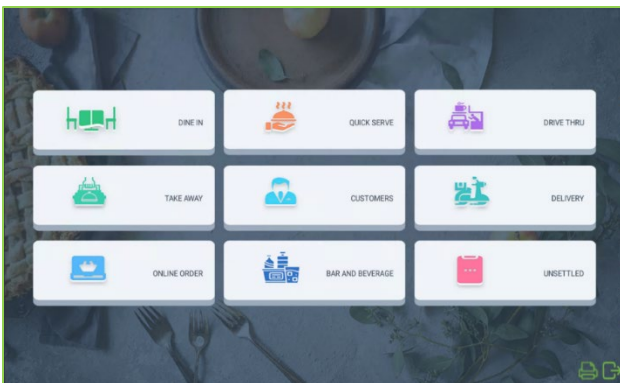 DINE IN
QUICK SERVE
DRIVE THRU
TAKE AWAY
CUSTOMERS
DELIVERY
ONLINE ORDER
BAR AND BEVERAGE
UNSETTLED